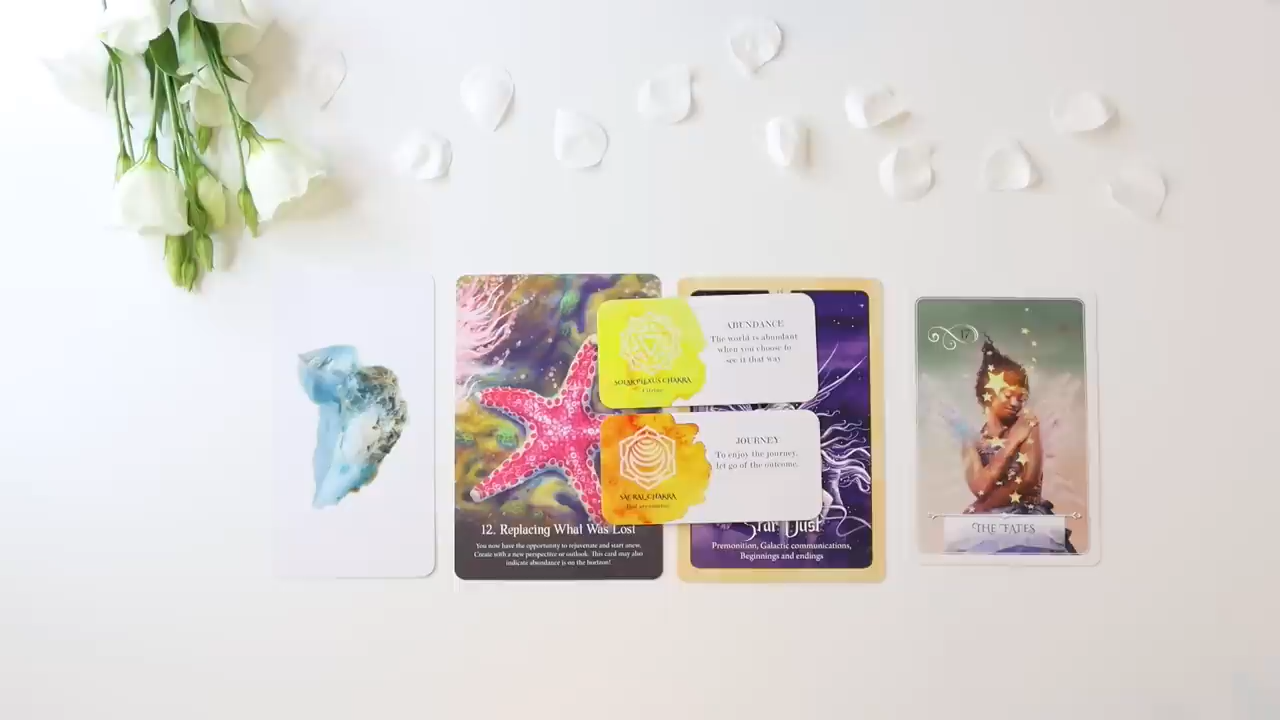 12. Replacing What Was Lost
You now have the opportunity to rejuvenate and start anew.
Create with a new perspective or outlook. This card may also
indicate abundance is on the horizon!
SOLAR PLEXUS CHAKRA
Citrine
ABUNDANCE
The world is abundant
when you choose to
see it that way.
SACRAL CHAKRA
JOURNEY
To enjoy the journey,
let go of the outcome.
Star Dust
Premonition, Galactic communications,
Beginnings and endings
17
THE FATES